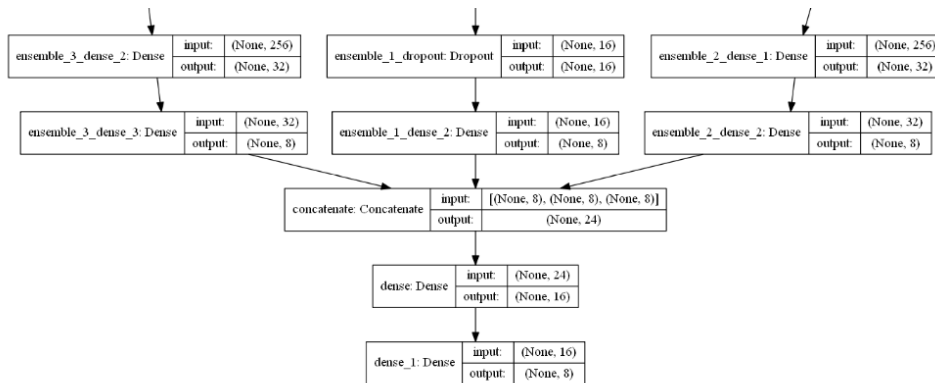 ensemble_3_dense_2: Dense input: (None, 256) output: (None, 32)
ensemble_1_dropout: Dropout input: (None, 16) output: (None, 16)
ensemble_2_dense_1: Dense input: (None, 256) output: (None, 32)
ensemble_3_dense_3: Dense input: (None, 32) output: (None, 8)
ensemble_1_dense_2: Dense input: (None, 16) output: (None, 8)
ensemble_2_dense_2: Dense input: (None, 32) output: (None, 8)
concatenate: Concatenate input: [(None, 8), (None, 8), (None, 8)] output: (None, 24)
dense: Dense input: (None, 24) output: (None, 16)
dense_1: Dense input: (None, 16) output: (None, 8)